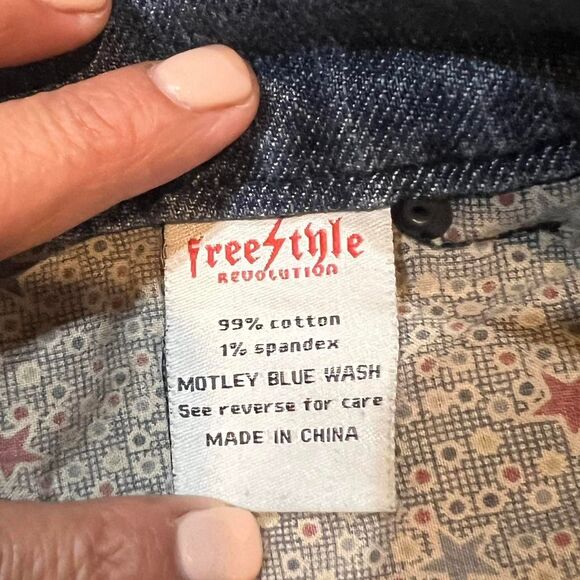 freestyle
REVOLUTION
99% cotton
1% spandex
MOTLEY BLUE WASH
See reverse for care
MADE IN CHINA